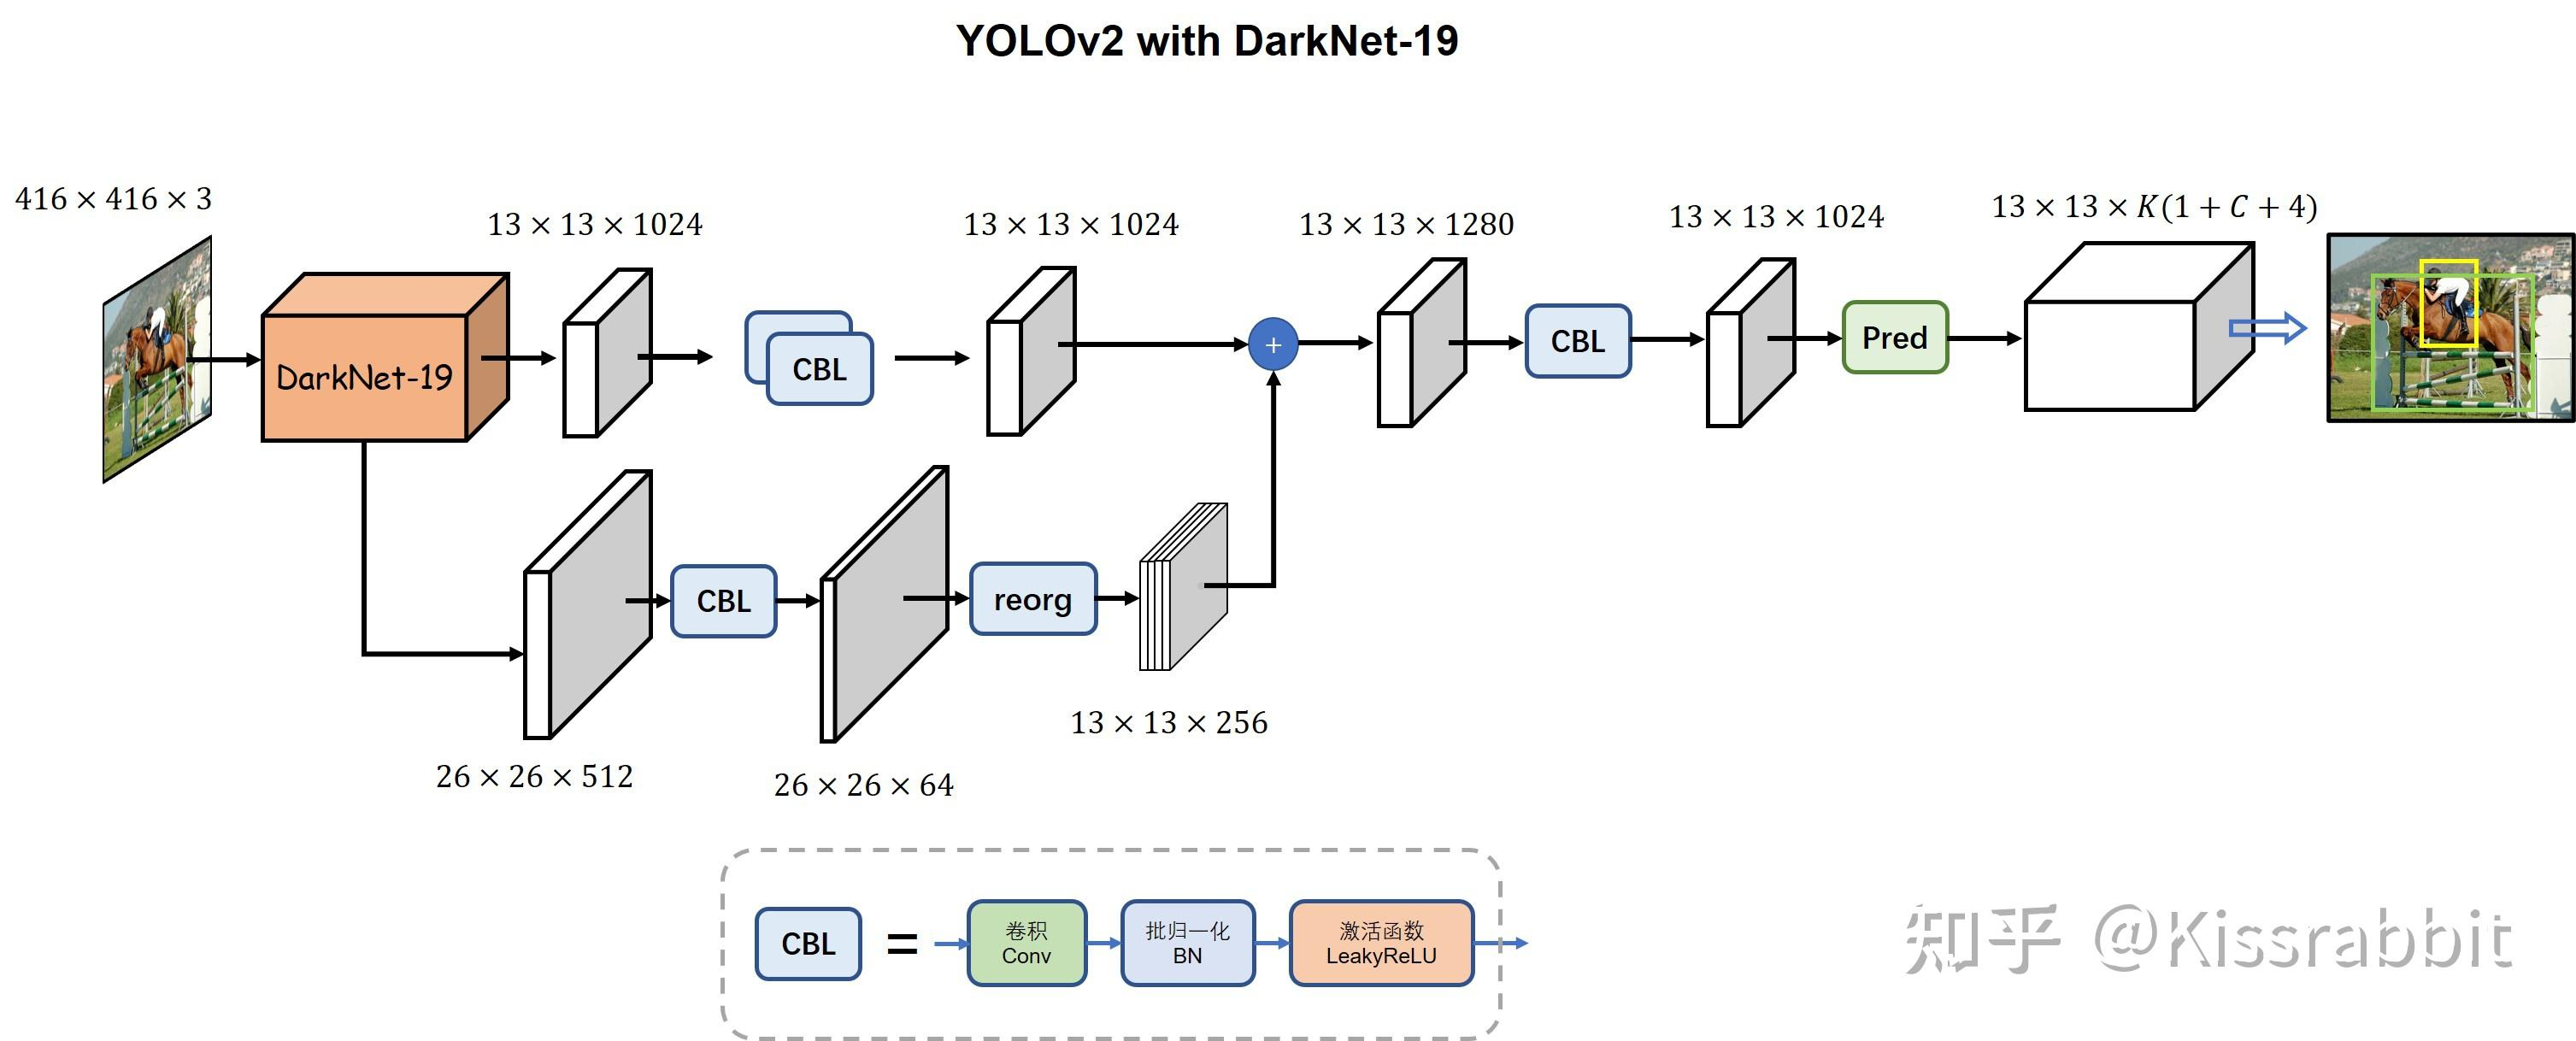 YOLOv2 with DarkNet-19
416 × 416 × 3
13 × 13 × 1024
13 × 13 × 1024
13 × 13 × 1280
13 × 13 × 1024
13 × 13 × K(1 + C + 4)
DarkNet-19
CBL
+
CBL
Pred
CBL
reorg
26 × 26 × 512
26 × 26 × 64
13 × 13 × 256
CBL
=
卷积
Conv
批归一化
BN
激活函数
LeakyReLU
知乎 @Kissrabbit